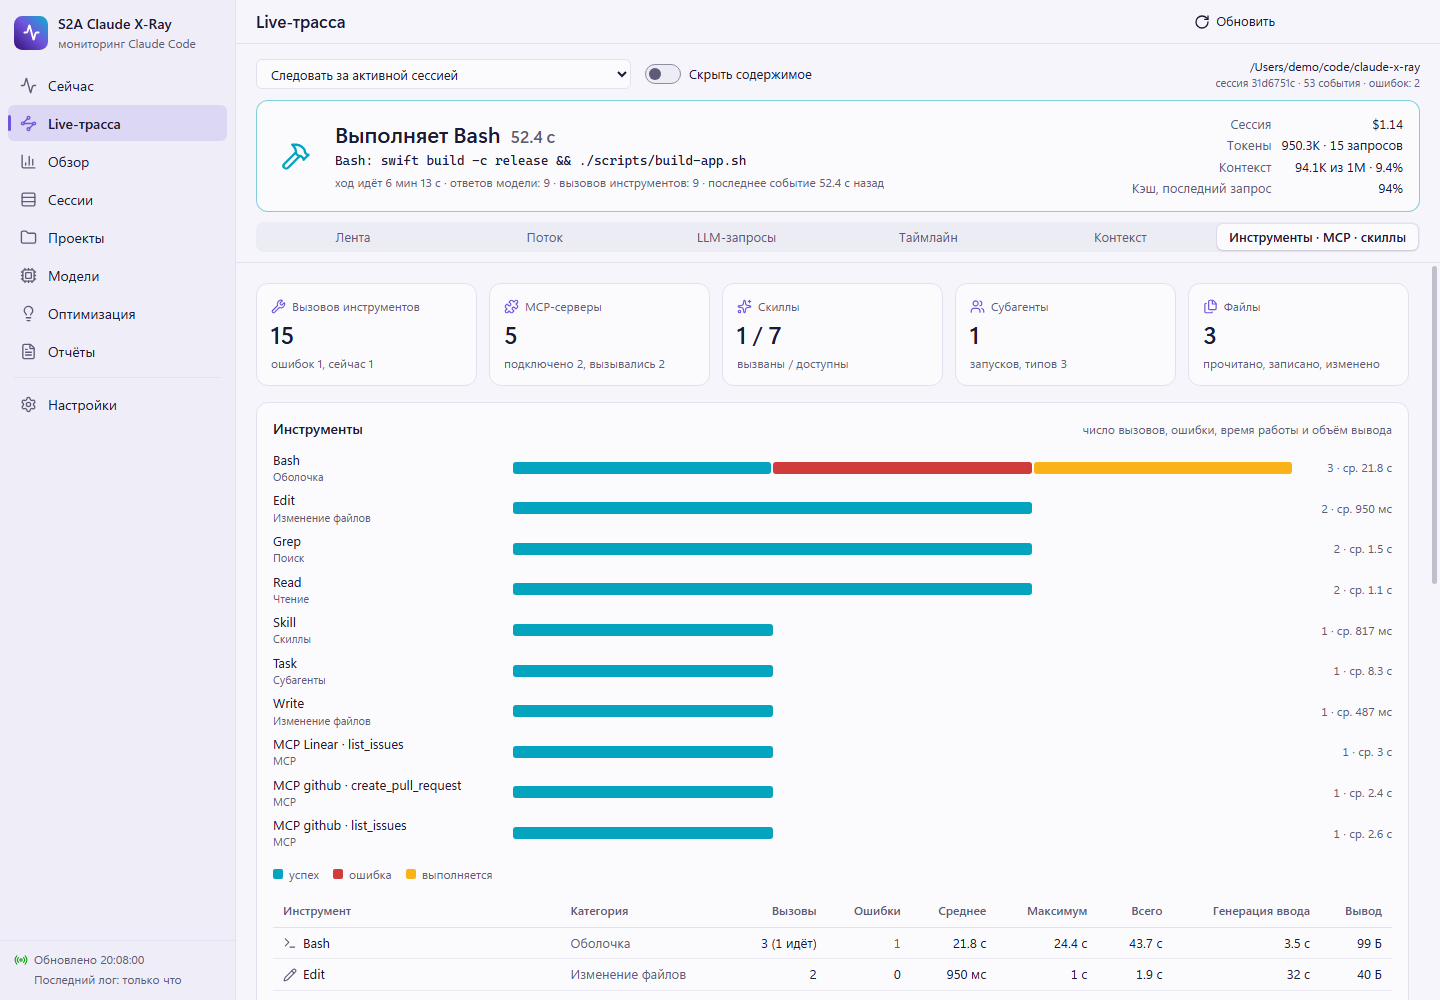 S2A Claude X-Ray
мониторинг Claude Code
Сейчас
Live-трасса
Обзор
Сессии
Проекты
Модели
Оптимизация
Отчёты
Настройки
Обновлено 20:08:00
Последний лог: только что
Live-трасса
Обновить
Следовать за активной сессией
Скрыть содержимое
/Users/demo/code/claude-x-ray
сессия 31d6751c · 53 события · ошибок: 2
Выполняет Bash 52.4 с
Bash: swift build -c release && ./scripts/build-app.sh
ход идёт 6 мин 13 с · ответов модели: 9 · вызовов инструментов: 9 · последнее событие 52.4 с назад
Сессия $1.14
Токены 950.3K · 15 запросов
Контекст 94.1K из 1M · 9.4%
Кэш, последний запрос 94%
Лента Поток LLM-запросы Таймлайн Контекст Инструменты · MCP · скиллы
Вызовов инструментов
15
ошибок 1, сейчас 1
MCP-серверы
5
подключено 2, вызывались 2
Скиллы
1 / 7
вызваны / доступны
Субагенты
1
запусков, типов 3
Файлы
3
прочитано, записано, изменено
Инструменты
число вызовов, ошибки, время работы и объём вывода
Bash
Оболочка
3 · ср. 21.8 с
Edit
Изменение файлов
2 · ср. 950 мс
Grep
Поиск
2 · ср. 1.5 с
Read
Чтение
2 · ср. 1.1 с
Skill
Скиллы
1 · ср. 817 мс
Task
Субагенты
1 · ср. 8.3 с
Write
Изменение файлов
1 · ср. 487 мс
MCP Linear · list_issues
MCP
1 · ср. 3 с
MCP github · create_pull_request
MCP
1 · ср. 2.4 с
MCP github · list_issues
MCP
1 · ср. 2.6 с
успех ошибка выполняется
Инструмент Категория Вызовы Ошибки Среднее Максимум Всего Генерация ввода Вывод
Bash Оболочка 3 (1 идёт) 1 21.8 с 24.4 с 43.7 с 3.5 с 99 Б
Edit Изменение файлов 2 0 950 мс 1 с 1.9 с 32 с 40 Б